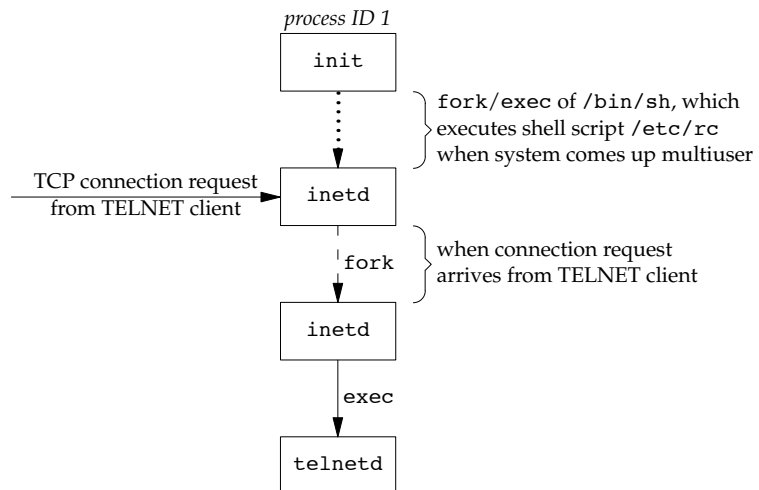 process ID 1
init
fork/exec of /bin/sh, which
executes shell script /etc/rc
when system comes up multiuser
TCP connection request
from TELNET client
inetd
fork
when connection request
arrives from TELNET client
inetd
exec
telnetd